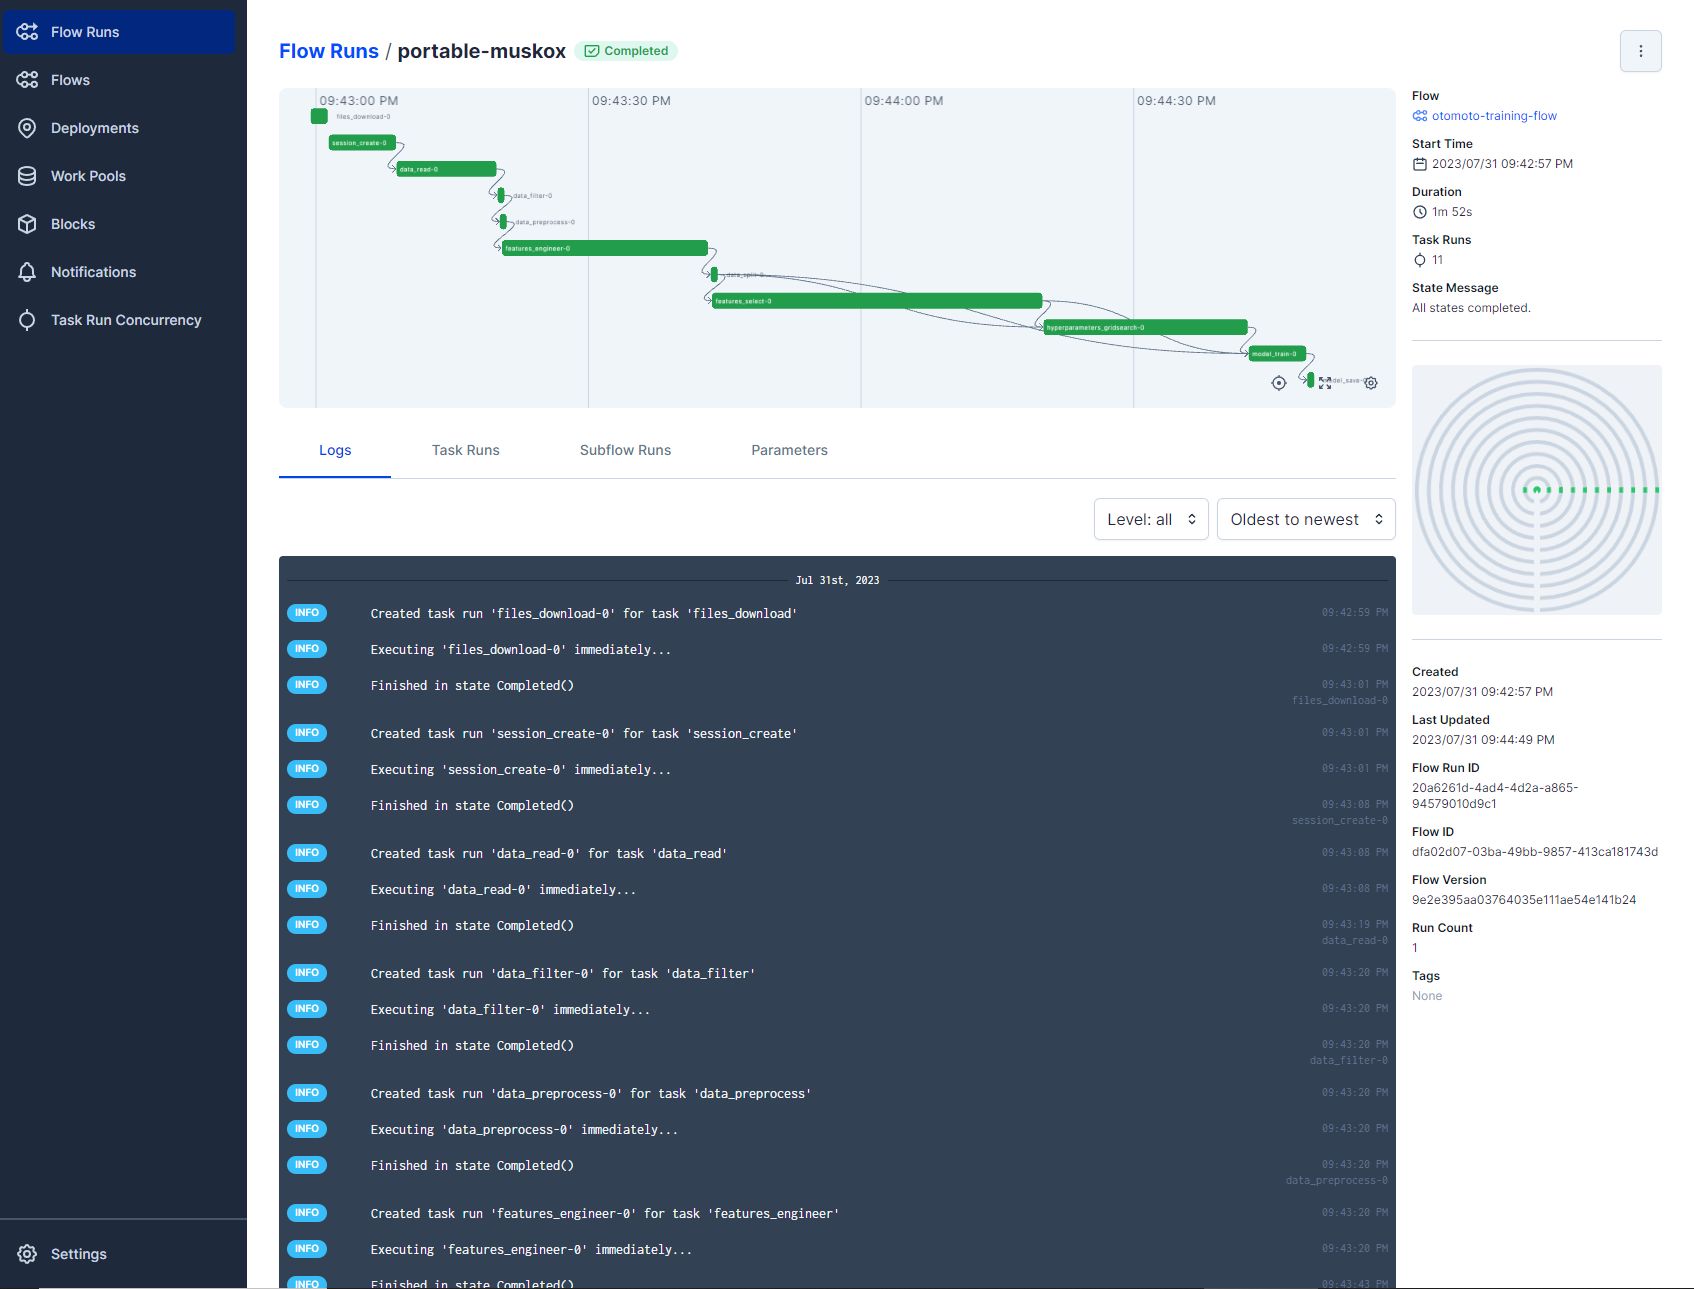 Flow Runs
Flows
Deployments
Work Pools
Blocks
Notifications
Task Run Concurrency
Settings
Flow Runs / portable-muskox Completed
09:43:00 PM 09:43:30 PM 09:44:00 PM 09:44:30 PM
files_download-0
session_create-0
data_read-0
data_filter-0
data_preprocess-0
features_engineer-0
data_split-0
features_select-0
hyperparameters_gridsearch-0
model_train-0
model_save-0
Logs Task Runs Subflow Runs Parameters
Level: all Oldest to newest
Jul 31st, 2023
INFO Created task run 'files_download-0' for task 'files_download' 09:42:59 PM
INFO Executing 'files_download-0' immediately... 09:42:59 PM
INFO Finished in state Completed() 09:43:01 PM
files_download-0
INFO Created task run 'session_create-0' for task 'session_create' 09:43:01 PM
INFO Executing 'session_create-0' immediately... 09:43:01 PM
INFO Finished in state Completed() 09:43:08 PM
session_create-0
INFO Created task run 'data_read-0' for task 'data_read' 09:43:08 PM
INFO Executing 'data_read-0' immediately... 09:43:08 PM
INFO Finished in state Completed() 09:43:19 PM
data_read-0
INFO Created task run 'data_filter-0' for task 'data_filter' 09:43:20 PM
INFO Executing 'data_filter-0' immediately... 09:43:20 PM
INFO Finished in state Completed() 09:43:20 PM
data_filter-0
INFO Created task run 'data_preprocess-0' for task 'data_preprocess' 09:43:20 PM
INFO Executing 'data_preprocess-0' immediately... 09:43:20 PM
INFO Finished in state Completed() 09:43:20 PM
data_preprocess-0
INFO Created task run 'features_engineer-0' for task 'features_engineer' 09:43:20 PM
INFO Executing 'features_engineer-0' immediately... 09:43:20 PM
INFO Finished in state Completed() 09:43:43 PM
Flow
otomoto-training-flow
Start Time
2023/07/31 09:42:57 PM
Duration
1m 52s
Task Runs
11
State Message
All states completed.
Created
2023/07/31 09:42:57 PM
Last Updated
2023/07/31 09:44:49 PM
Flow Run ID
20a6261d-4ad4-4d2a-a865-
94579010d9c1
Flow ID
dfa02d07-03ba-49bb-9857-413ca181743d
Flow Version
9e2e395aa03764035e111ae54e141b24
Run Count
1
Tags
None